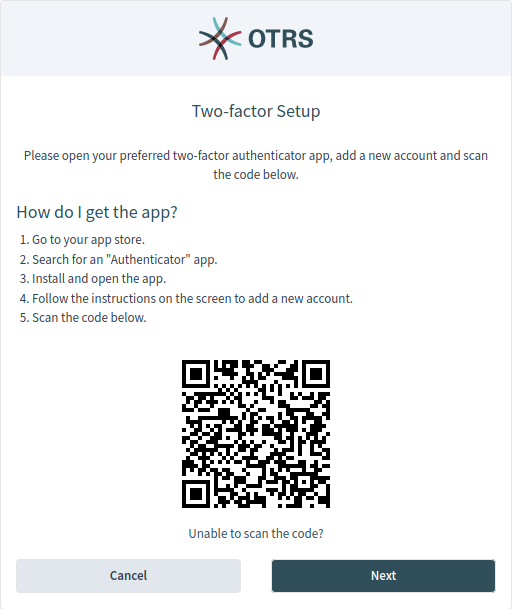 OTRS
Two-factor Setup
Please open your preferred two-factor authenticator app, add a new account and scan
the code below.
How do I get the app?
1. Go to your app store.
2. Search for an "Authenticator" app.
3. Install and open the app.
4. Follow the instructions on the screen to add a new account.
5. Scan the code below.
Unable to scan the code?
Cancel
Next